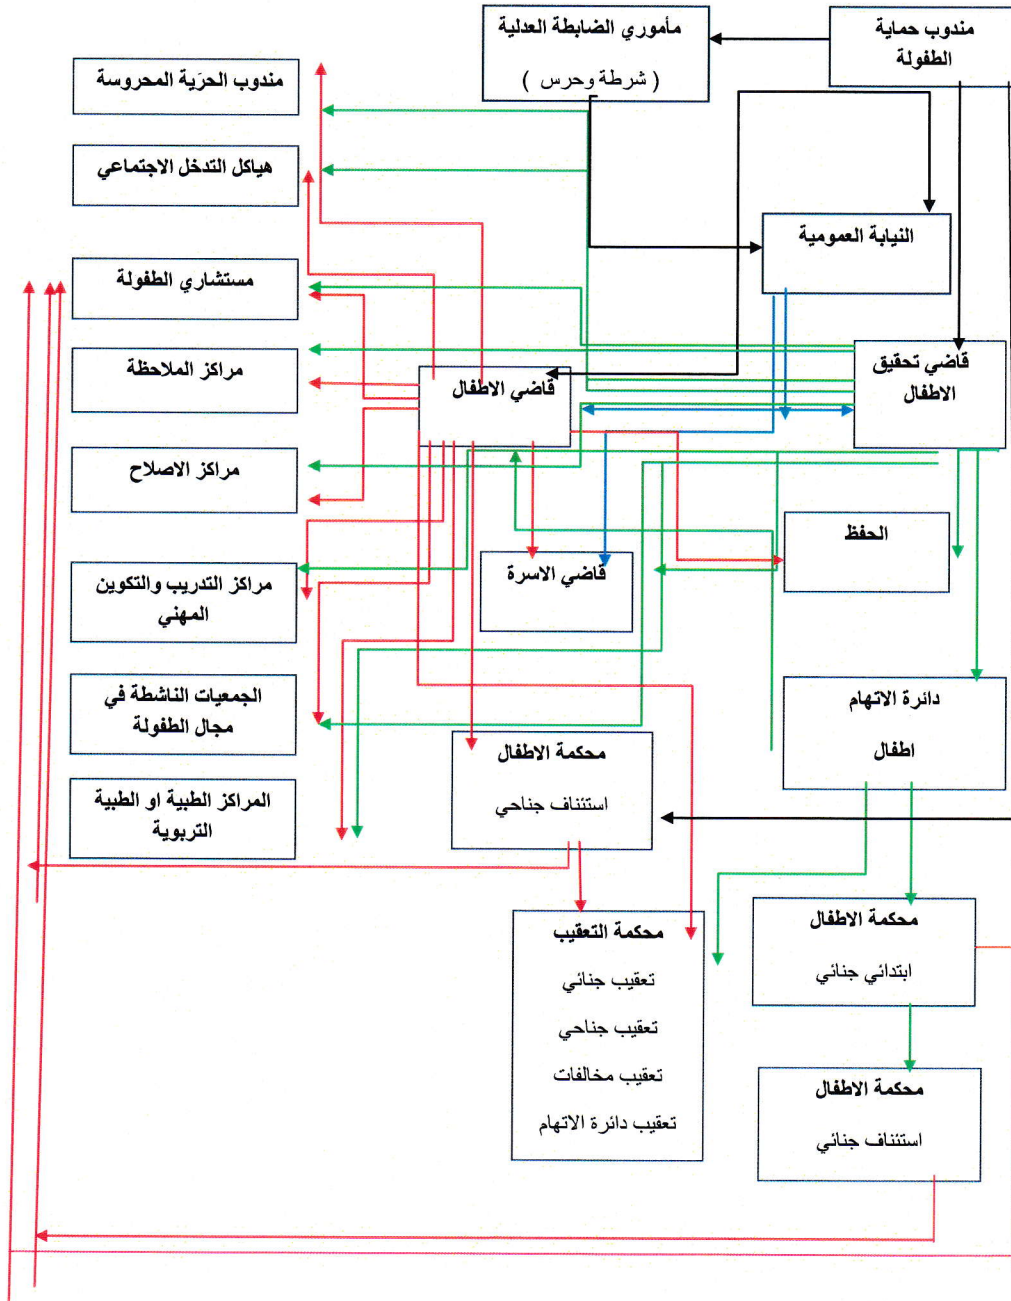 مندوب حماية
الطفولة
مأموري الضابطة العدلية
( شرطة وحرس )
مندوب الحرَية المحروسة
هياكل التدخل الاجتماعي
النيابة العمومية
مستشاري الطفولة
قاضي تحقيق
الاطفال
مراكز الملاحظة
قاضي الاطفال
مراكز الاصلاح
الحفظ
قاضي الاسرة
مراكز التدريب والتكوين
المهني
دائرة الاتهام
اطفال
الجمعيات الناشطة في
مجال الطفولة
محكمة الاطفال
استئناف جناحي
المراكز الطبية او الطبية
التربوية
محكمة الاطفال
ابتدائي جنائي
محكمة التعقيب
تعقيب جنائي
تعقيب جناحي
تعقيب مخالفات
تعقيب دائرة الاتهام
محكمة الاطفال
استئناف جنائي